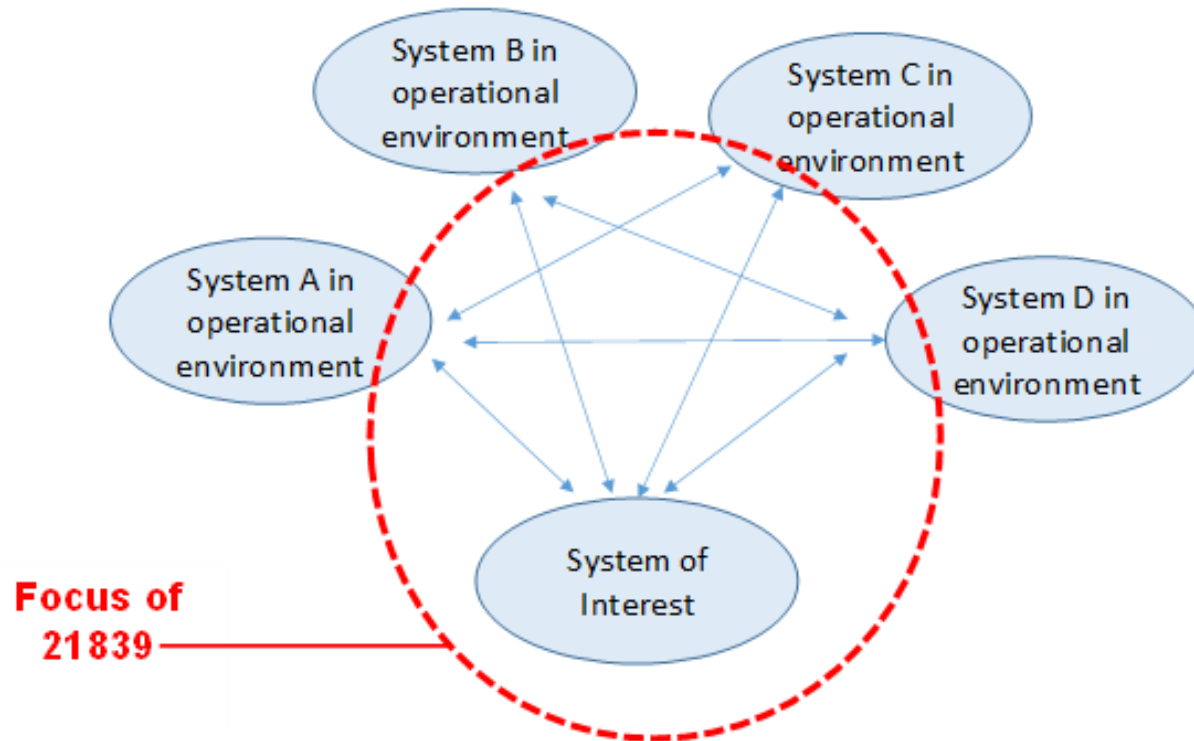 System B in
operational
environment
System C in
operational
environment
System A in
operational
environment
System D in
operational
environment
System of
Interest
Focus of
21839